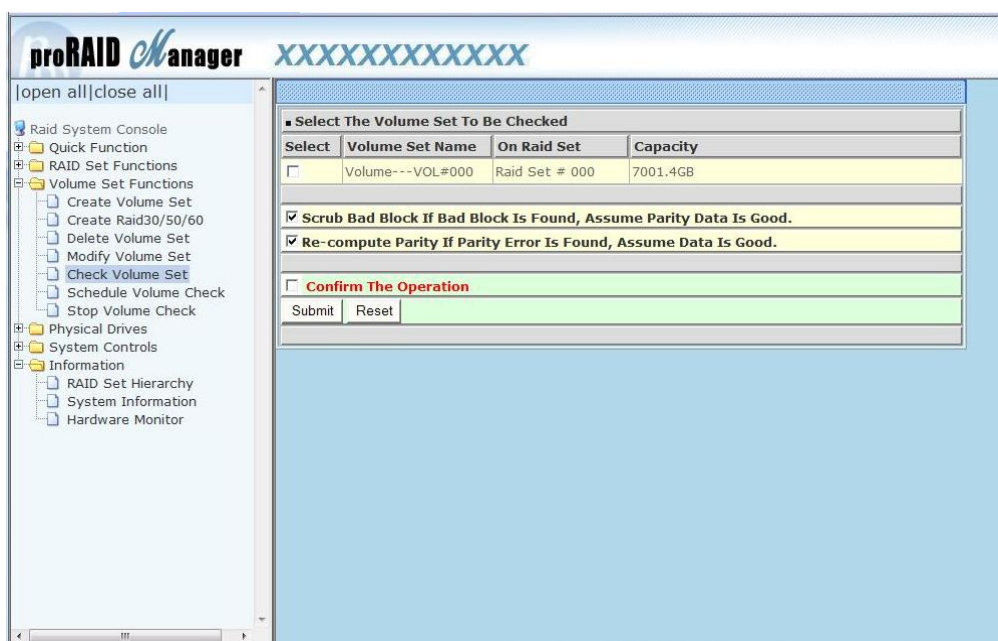 proRAID Manager XXXXXXXXXXXX
|open all|close all|
Raid System Console
Quick Function
RAID Set Functions
Volume Set Functions
Create Volume Set
Create Raid30/50/60
Delete Volume Set
Modify Volume Set
Check Volume Set
Schedule Volume Check
Stop Volume Check
Physical Drives
System Controls
Information
RAID Set Hierarchy
System Information
Hardware Monitor
Select The Volume Set To Be Checked
Select Volume Set Name On Raid Set Capacity
Volume---VOL#000 Raid Set # 000 7001.4GB
Scrub Bad Block If Bad Block Is Found, Assume Parity Data Is Good.
Re-compute Parity If Parity Error Is Found, Assume Data Is Good.
Confirm The Operation
Submit Reset